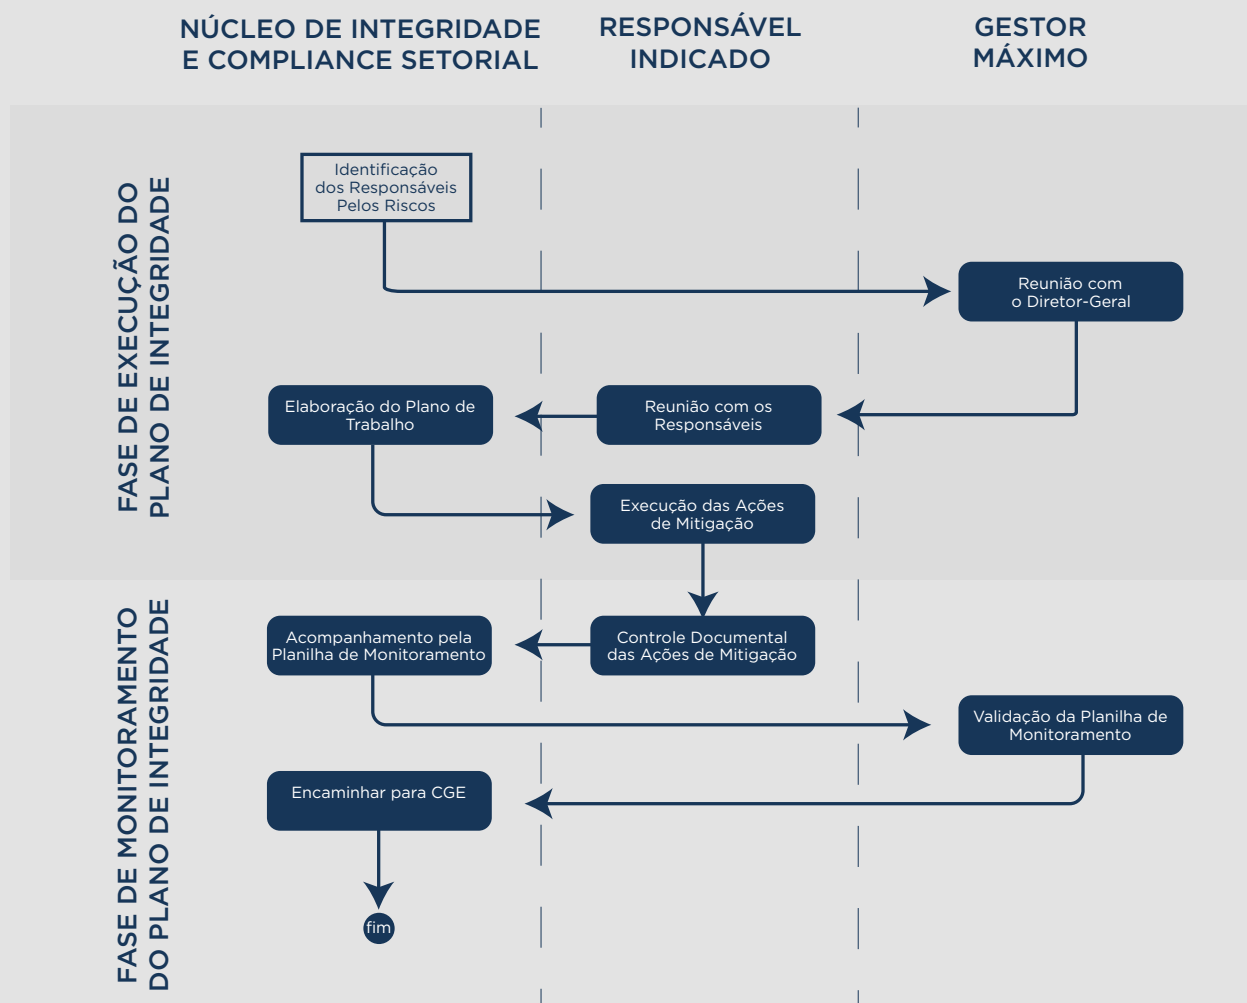 NÚCLEO DE INTEGRIDADE
E COMPLIANCE SETORIAL
RESPONSÁVEL
INDICADO
GESTOR
MÁXIMO
FASE DE EXECUÇÃO DO
PLANO DE INTEGRIDADE
Identificação
dos Responsáveis
Pelos Riscos
Reunião com
o Diretor-Geral
Reunião com os
Responsáveis
Elaboração do Plano de
Trabalho
Execução das Ações
de Mitigação
FASE DE MONITORAMENTO
DO PLANO DE INTEGRIDADE
Controle Documental
das Ações de Mitigação
Acompanhamento pela
Planilha de Monitoramento
Validação da Planilha de
Monitoramento
Encaminhar para CGE
fim